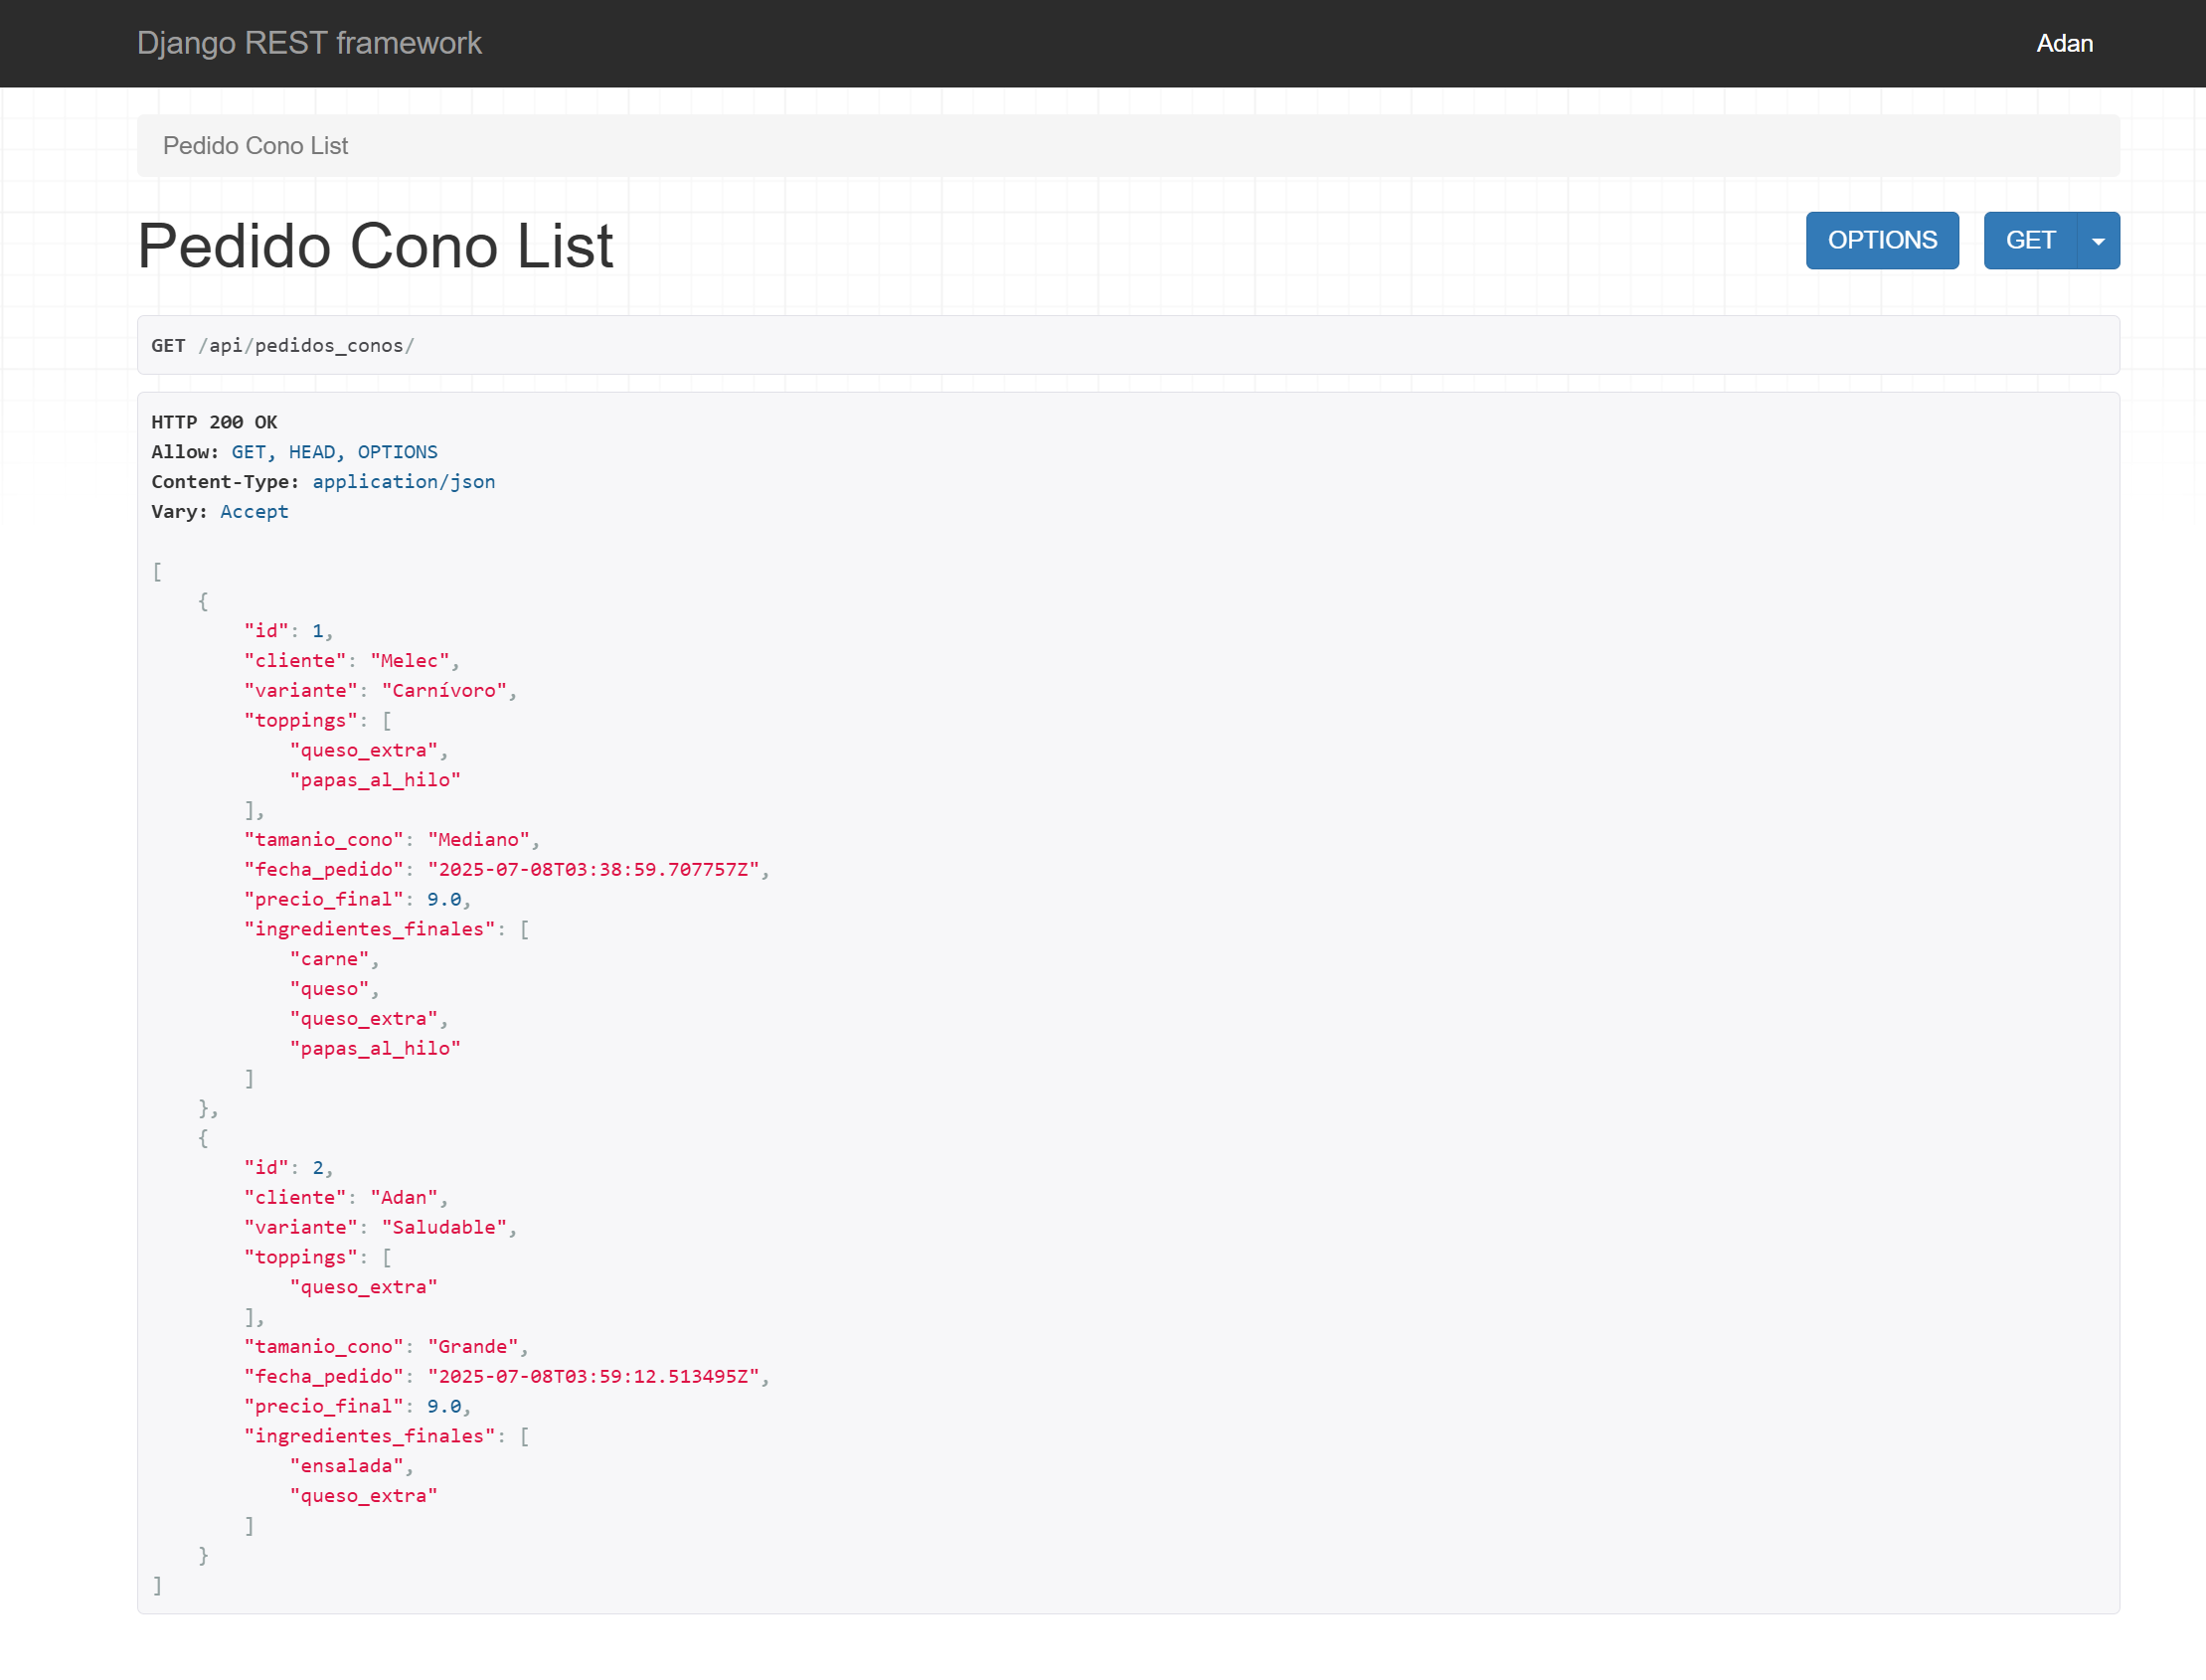 Django REST framework
Adan
Pedido Cono List
Pedido Cono List
OPTIONS
GET
GET /api/pedidos_conos/
HTTP 200 OK
Allow: GET, HEAD, OPTIONS
Content-Type: application/json
Vary: Accept
[
    {
        "id": 1,
        "cliente": "Melec",
        "variante": "Carnívoro",
        "toppings": [
            "queso_extra",
            "papas_al_hilo"
        ],
        "tamanio_cono": "Mediano",
        "fecha_pedido": "2025-07-08T03:38:59.707757Z",
        "precio_final": 9.0,
        "ingredientes_finales": [
            "carne",
            "queso",
            "queso_extra",
            "papas_al_hilo"
        ]
    },
    {
        "id": 2,
        "cliente": "Adan",
        "variante": "Saludable",
        "toppings": [
            "queso_extra"
        ],
        "tamanio_cono": "Grande",
        "fecha_pedido": "2025-07-08T03:59:12.513495Z",
        "precio_final": 9.0,
        "ingredientes_finales": [
            "ensalada",
            "queso_extra"
        ]
    }
]